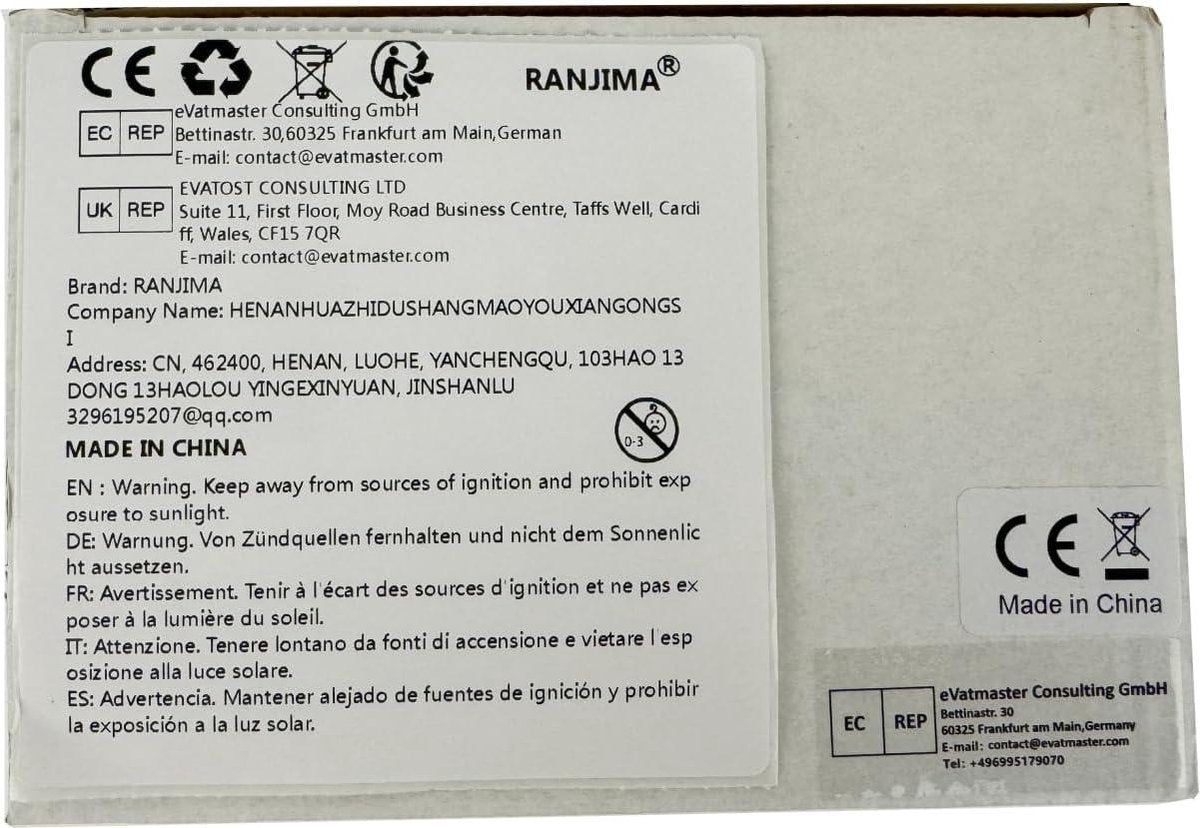 CE
RANJIMA®
EC REP
eVatmaster Consulting GmbH
Bettinastr. 30,60325 Frankfurt am Main,German
E-mail: contact@evatmaster.com
UK REP
EVATOST CONSULTING LTD
Suite 11, First Floor, Moy Road Business Centre, Taffs Well, Cardi
ff, Wales, CF15 7QR
E-mail: contact@evatmaster.com
Brand: RANJIMA
Company Name: HENANHUAZHIDUSHANGMAOYOUXIANGONGS
I
Address: CN, 462400, HENAN, LUOHE, YANCHENGQU, 103HAO 13
DONG 13HAOLOU YINGEXINYUAN, JINSHANLU
3296195207@qq.com
0-3
MADE IN CHINA
EN : Warning. Keep away from sources of ignition and prohibit exp
osure to sunlight.
DE: Warnung. Von Zündquellen fernhalten und nicht dem Sonnenlic
ht aussetzen.
FR: Avertissement. Tenir à l'écart des sources d'ignition et ne pas ex
poser à la lumière du soleil.
IT: Attenzione. Tenere lontano da fonti di accensione e vietare l'esp
osizione alla luce solare.
ES: Advertencia. Mantener alejado de fuentes de ignición y prohibir
la exposición a la luz solar.
CE
Made in China
EC REP
eVatmaster Consulting GmbH
Bettinastr. 30
60325 Frankfurt am Main,Germany
E-mail: contact@evatmaster.com
Tel: +496995179070